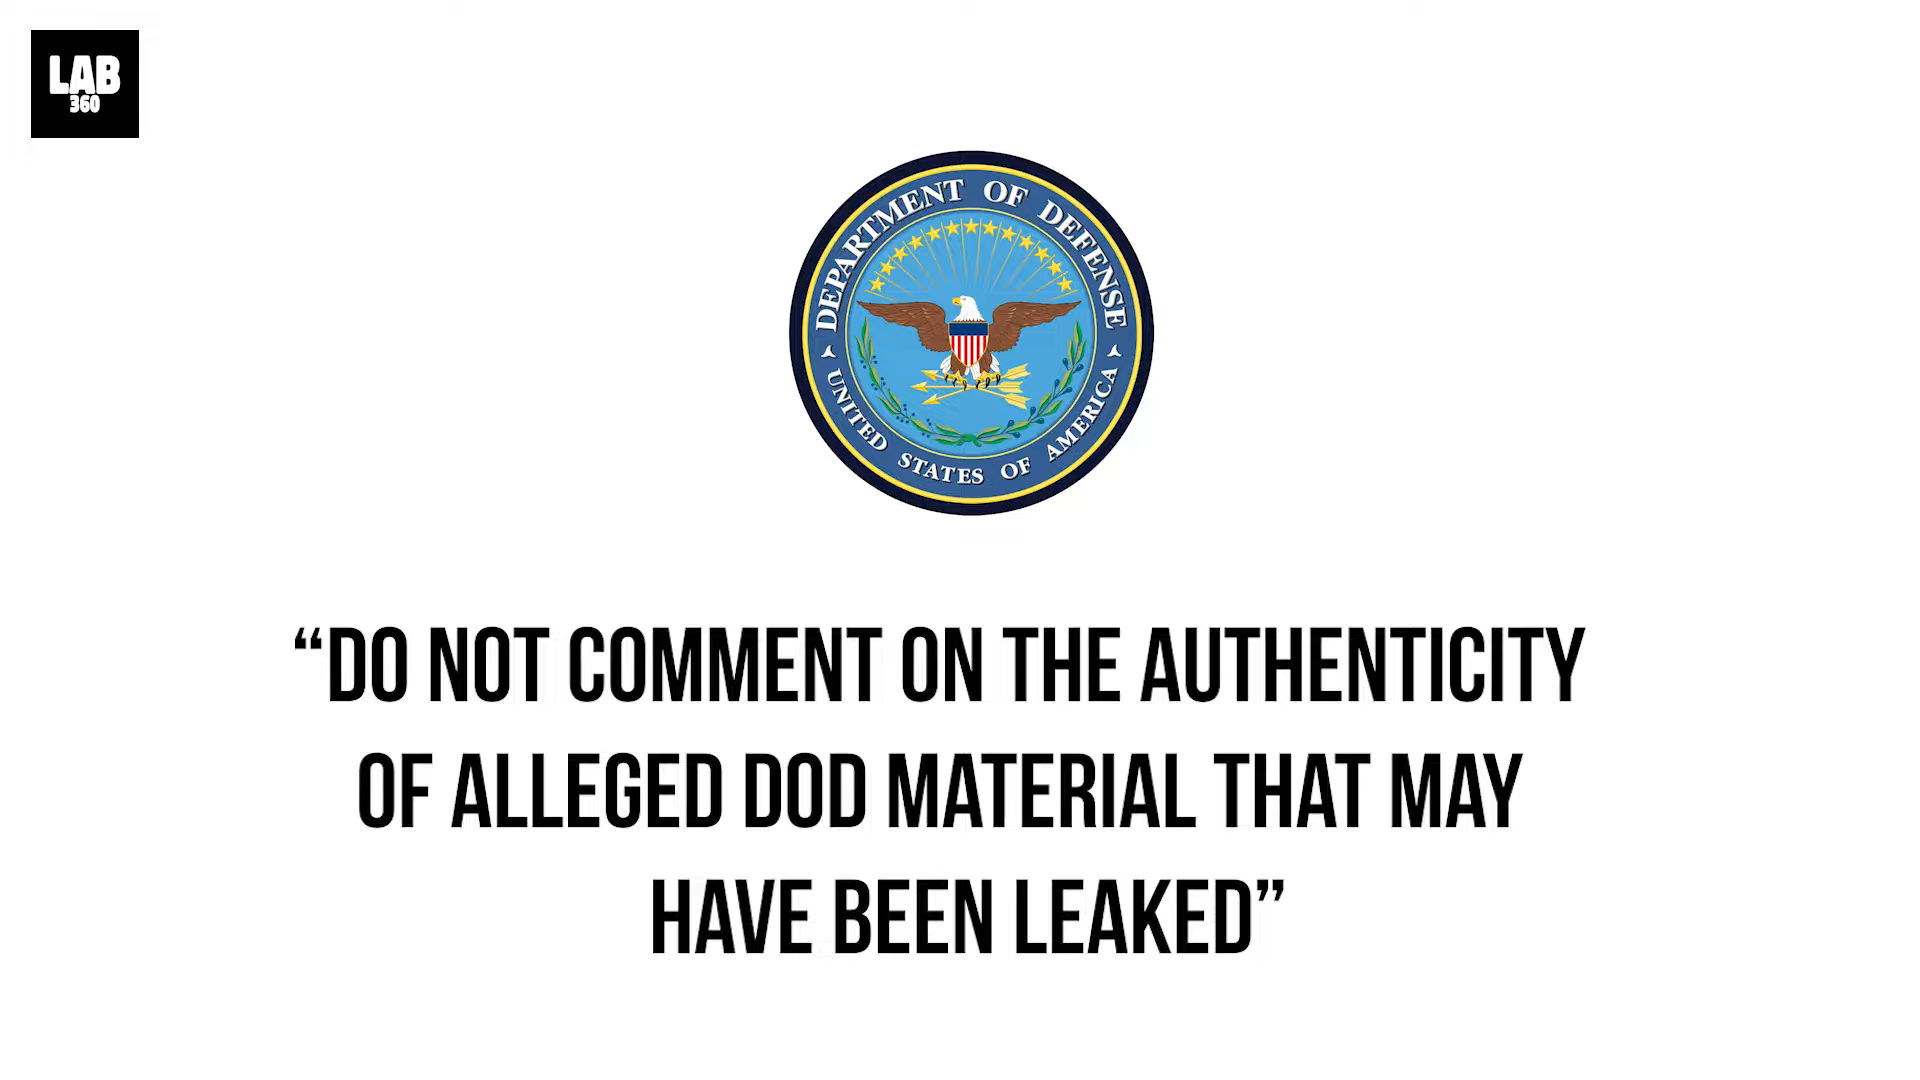 LAB
360
DEPARTMENT OF DEFENSE
UNITED STATES OF AMERICA
“DO NOT COMMENT ON THE AUTHENTICITY
OF ALLEGED DOD MATERIAL THAT MAY
HAVE BEEN LEAKED”